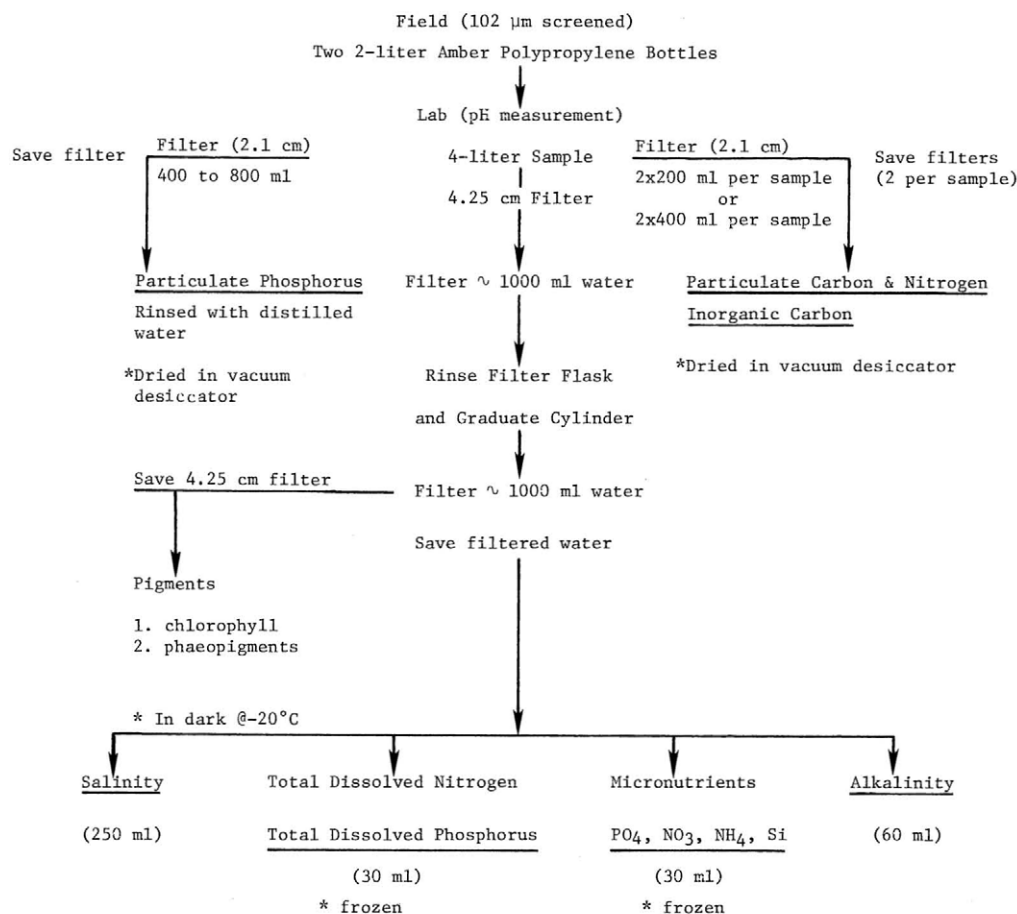 Field (102 µm screened)
Two 2-liter Amber Polypropylene Bottles
Lab (pH measurement)
Save filter
Filter (2.1 cm)
400 to 800 ml
4-liter Sample
4.25 cm Filter
Filter (2.1 cm)
2x200 ml per sample
or
2x400 ml per sample
Save filters
(2 per sample)
Particulate Phosphorus
Rinsed with distilled
water
*Dried in vacuum
desiccator
Filter ∿ 1000 ml water
Particulate Carbon & Nitrogen
Inorganic Carbon
*Dried in vacuum desiccator
Rinse Filter Flask
and Graduate Cylinder
Save 4.25 cm filter
Filter ∿ 1000 ml water
Save filtered water
Pigments
1. chlorophyll
2. phaeopigments
* In dark @-20°C
Salinity
(250 ml)
Total Dissolved Nitrogen
Total Dissolved Phosphorus
(30 ml)
* frozen
Micronutrients
PO₄, NO₃, NH₄, Si
(30 ml)
* frozen
Alkalinity
(60 ml)